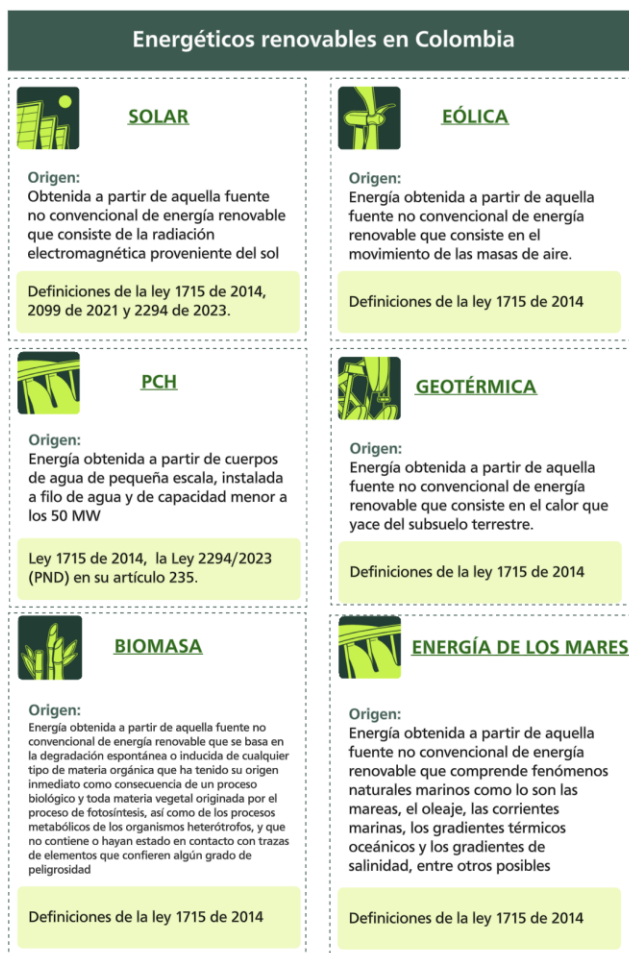 Energéticos renovables en Colombia
SOLAR
Origen:
Obtenida a partir de aquella fuente
no convencional de energía renovable
que consiste de la radiación
electromagnética proveniente del sol
Definiciones de la ley 1715 de 2014,
2099 de 2021 y 2294 de 2023.
EÓLICA
Origen:
Energía obtenida a partir de aquella
fuente no convencional de energía
renovable que consiste en el
movimiento de las masas de aire.
Definiciones de la ley 1715 de 2014
PCH
Origen:
Energía obtenida a partir de cuerpos
de agua de pequeña escala, instalada
a filo de agua y de capacidad menor a
los 50 MW
Ley 1715 de 2014, la Ley 2294/2023
(PND) en su artículo 235.
GEOTÉRMICA
Origen:
Energía obtenida a partir de aquella
fuente no convencional de energía
renovable que consiste en el calor que
yace del subsuelo terrestre.
Definiciones de la ley 1715 de 2014
BIOMASA
Origen:
Energía obtenida a partir de aquella fuente no
convencional de energía renovable que se basa en
la degradación espontánea o inducida de cualquier
tipo de materia orgánica que ha tenido su origen
inmediato como consecuencia de un proceso
biológico y toda materia vegetal originada por el
proceso de fotosíntesis, así como de los procesos
metabólicos de los organismos heterótrofos, y que
no contiene o hayan estado en contacto con trazas
de elementos que confieren algún grado de
peligrosidad
Definiciones de la ley 1715 de 2014
ENERGÍA DE LOS MARES
Origen:
Energía obtenida a partir de aquella
fuente no convencional de energía
renovable que comprende fenómenos
naturales marinos como lo son las
mareas, el oleaje, las corrientes
marinas, los gradientes térmicos
oceánicos y los gradientes de
salinidad, entre otros posibles
Definiciones de la ley 1715 de 2014